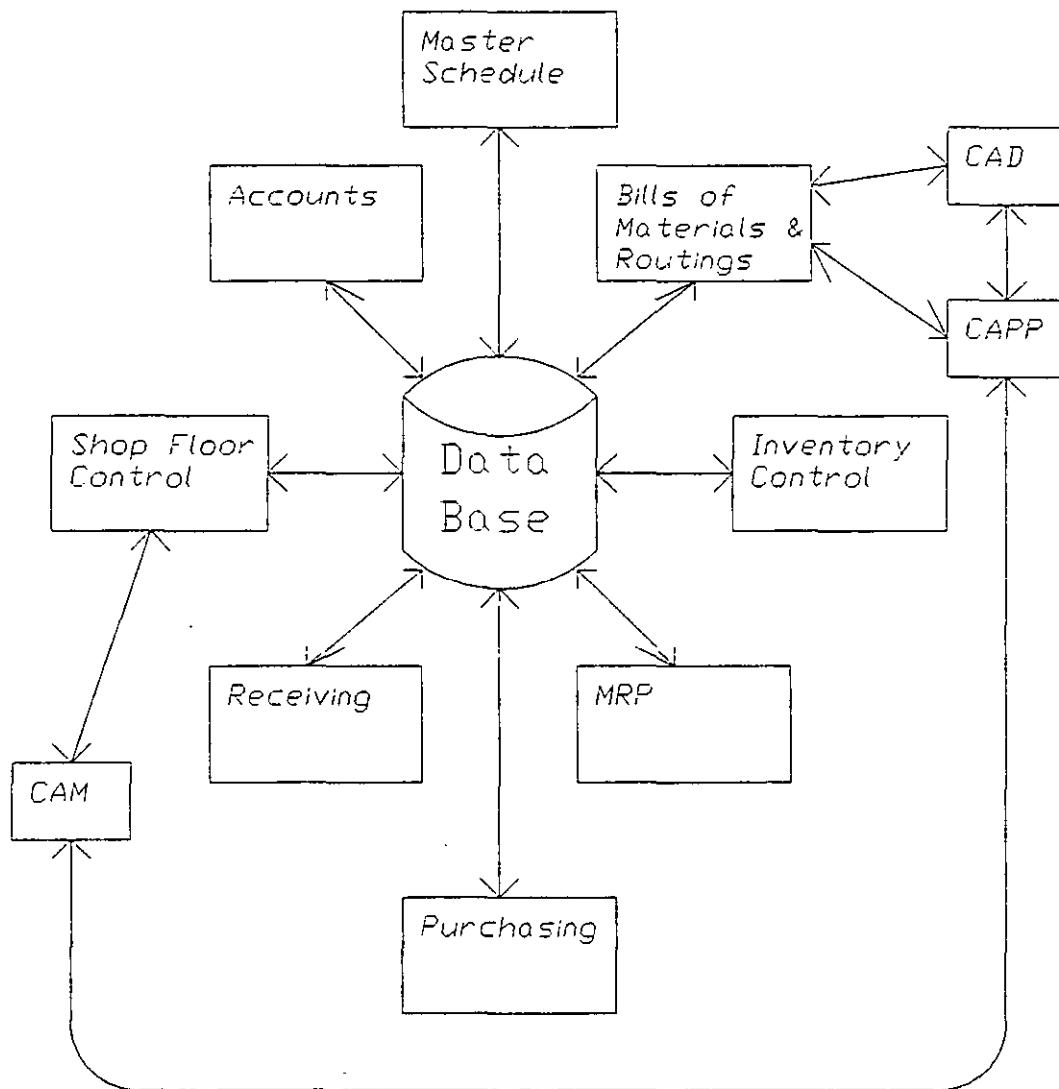 Master
Schedule
Accounts
Bills of
Materials &
Routings
CAD
CAPP
Shop Floor
Control
Data
Base
Inventory
Control
Receiving
MRP
CAM
Purchasing